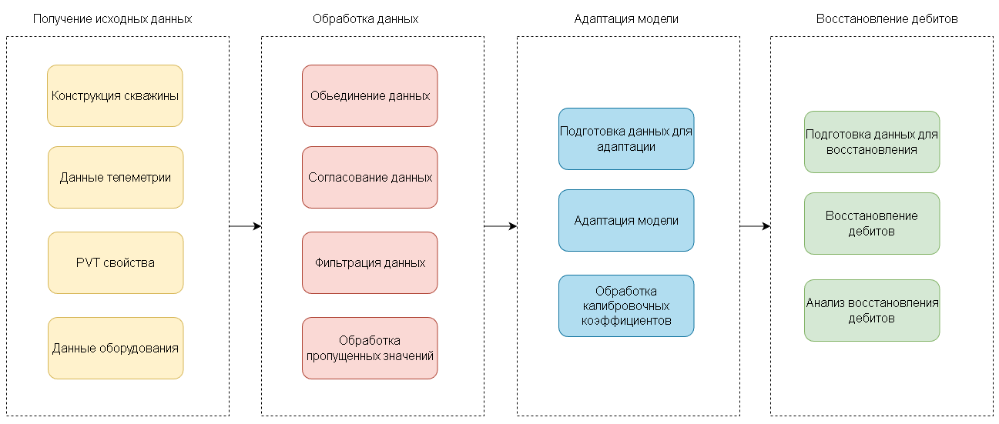 Получение исходных данных
Конструкция скважины
Данные телеметрии
PVT свойства
Данные оборудования
Обработка данных
Обьединение данных
Согласование данных
Фильтрация данных
Обработка
пропущенных значений
Адаптация модели
Подготовка данных для
адаптации
Адаптация модели
Обработка
калибровочных
коэффициентов
Восстановление дебитов
Подготовка данных для
восстановления
Восстановление
дебитов
Анализ восстановления
дебитов